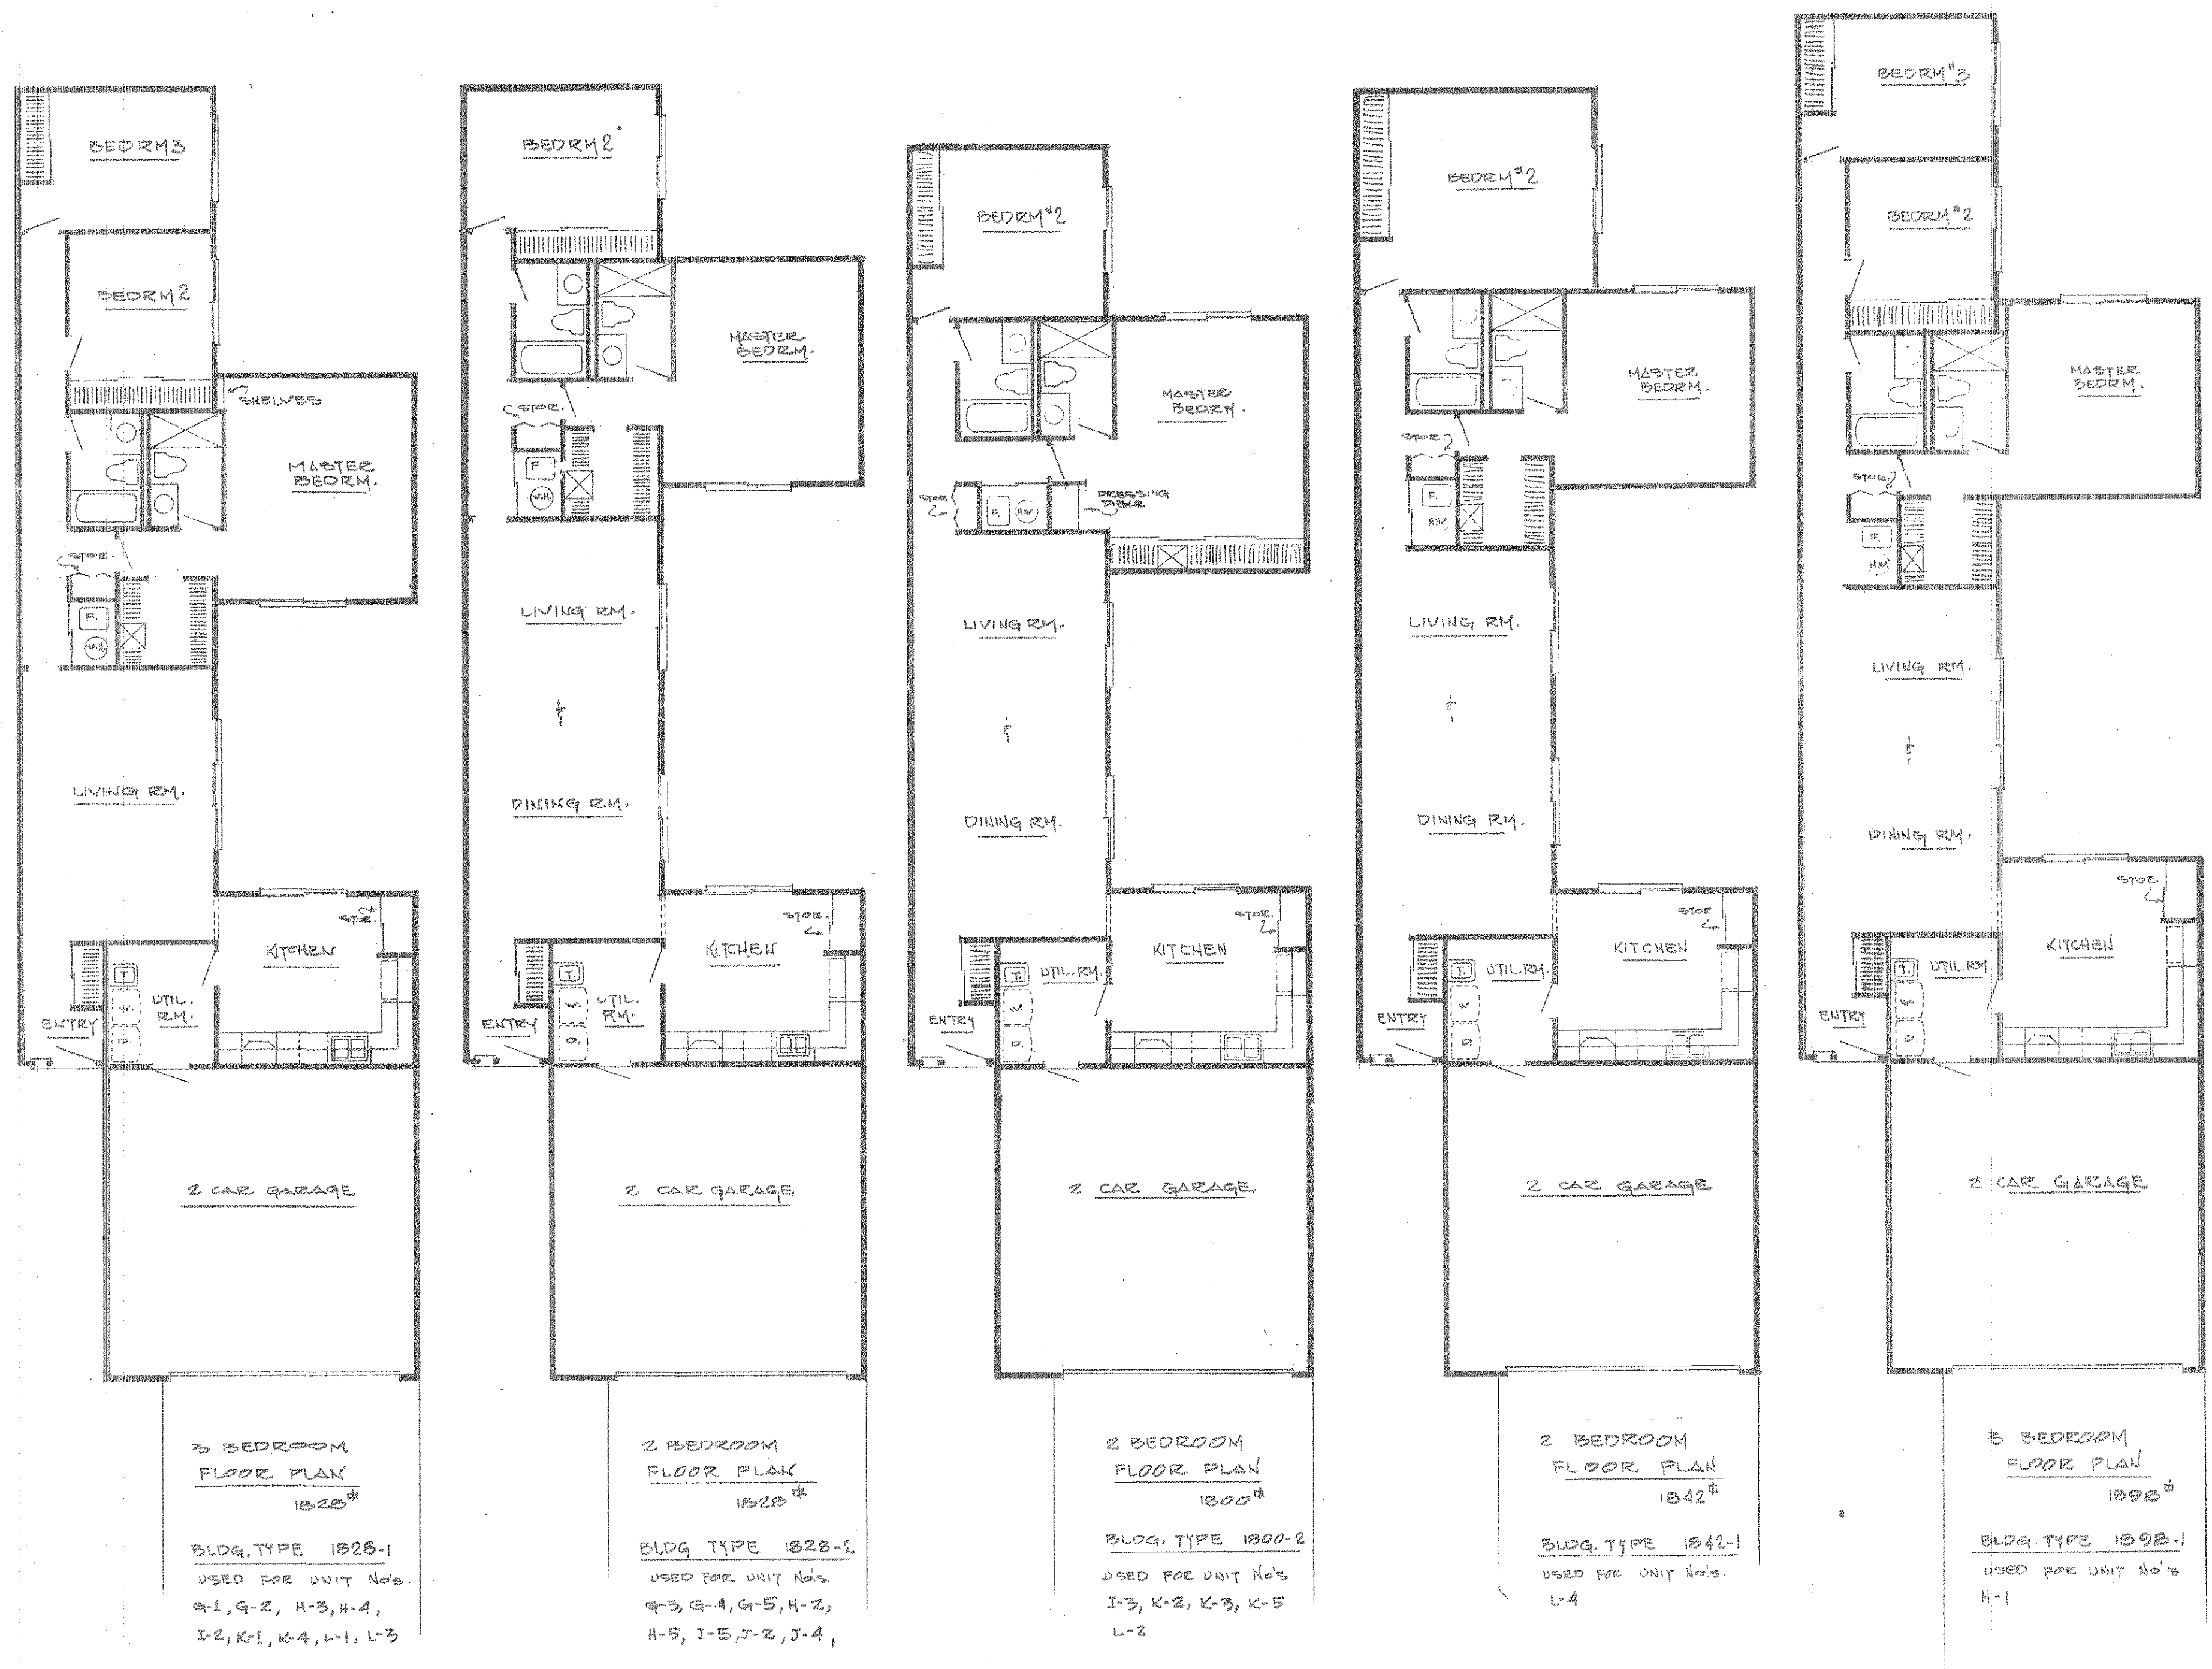 BEDRM 3
BEDRM 2
SHELVES
MASTER
BEDRM.
STOR.
F.
W.H.
LIVING RM.
STOR.
KITCHEN
T.
UTIL.
RM.
W
D
ENTRY
2 CAR GARAGE
3 BEDROOM
FLOOR PLAN
1828⌗
BLDG. TYPE 1828-1
USED FOR UNIT No's.
G-1, G-2, H-3, H-4,
I-2, K-1, K-4, L-1, L-3
BEDRM 2
MASTER
BEDRM.
STOR.
F.
W.H.
LIVING RM.
&
DINING RM.
STOR.
KITCHEN
T.
UTIL.
RM.
W
D.
ENTRY
2 CAR GARAGE
2 BEDROOM
FLOOR PLAN
1828⌗
BLDG TYPE 1828-2
USED FOR UNIT No's.
G-3, G-4, G-5, H-2,
H-5, I-5, J-2, J-4,
BEDRM #2
MASTER
BEDRM.
STOR
F.
H.W
DRESSING
TABLE
LIVING RM.
&
DINING RM.
STOR.
KITCHEN
T.
UTIL. RM.
W
D
ENTRY
2 CAR GARAGE
2 BEDROOM
FLOOR PLAN
1800⌗
BLDG. TYPE 1800-2
USED FOR UNIT No's
I-3, K-2, K-3, K-5
L-2
BEDRM #2
MASTER
BEDRM.
STOR
F.
H.W
LIVING RM.
&
DINING RM.
STOR.
KITCHEN
T.
UTIL. RM.
W
D
ENTRY
2 CAR GARAGE
2 BEDROOM
FLOOR PLAN
1842⌗
BLDG. TYPE 1842-1
USED FOR UNIT No's.
L-4
BEDRM #3
BEDRM #2
MASTER
BEDRM.
STOR
F.
H.W
LIVING RM.
&
DINING RM.
STOR
KITCHEN
T.
UTIL. RM
W
D
ENTRY
2 CAR GARAGE
3 BEDROOM
FLOOR PLAN
1898⌗
BLDG. TYPE 1898-1
USED FOR UNIT No's
H-1